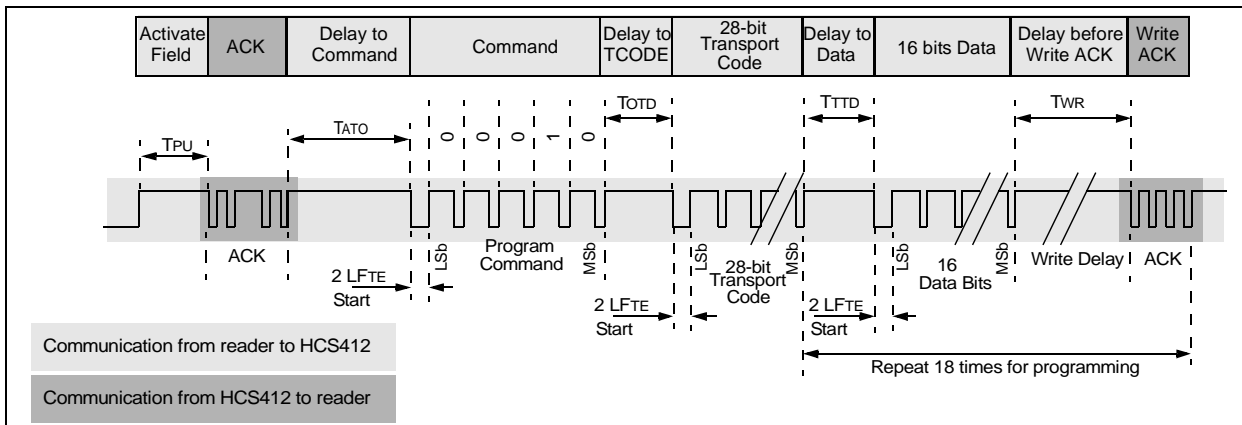 Activate Field
ACK
Delay to Command
Command
Delay to TCODE
28-bit Transport Code
Delay to Data
16 bits Data
Delay before Write ACK
Write ACK
TPU
TATO
0 0 0 1 0
TOTD
TTTD
TWR
ACK
2 LFTE
Start
LSb
Program Command
MSb
2 LFTE
Start
LSb
28-bit Transport Code
MSb
2 LFTE
Start
LSb
16 Data Bits
MSb
Write Delay
ACK
Repeat 18 times for programming
Communication from reader to HCS412
Communication from HCS412 to reader